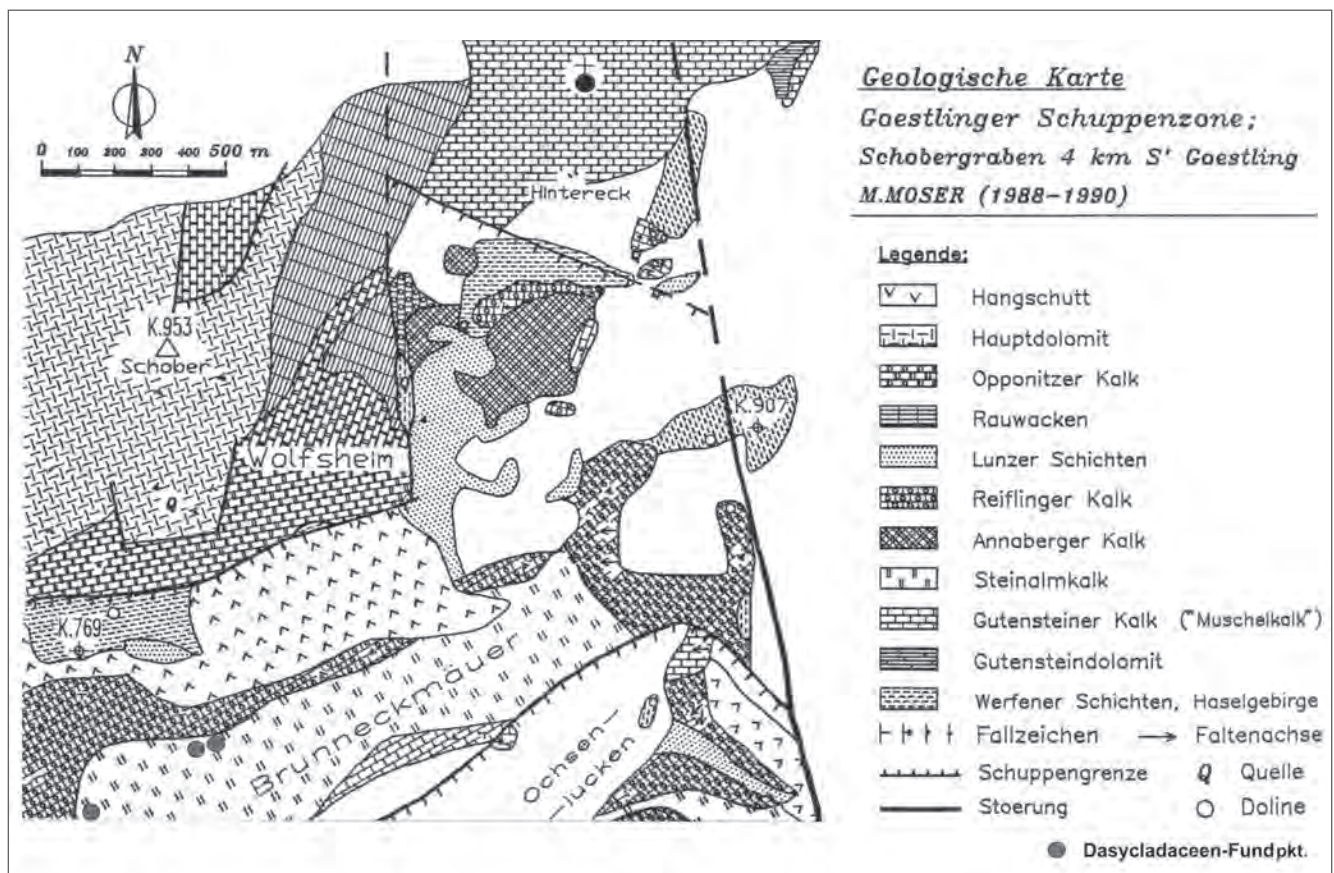 N
0 100 200 300 400 500 m
K.953
Schober
Hintereck
K.907
Wolfsheim
Q
K.769
Brunneckmäuer
Ochsen-
jucken
Geologische Karte
Goestlinger Schuppenzone;
Schobergraben 4 km S' Goestling
M.MOSER (1988-1990)
Legende:
Hangschutt
Hauptdolomit
Opponitzer Kalk
Rauwacken
Lunzer Schichten
Reiflinger Kalk
Annaberger Kalk
Steinalmkalk
Gutensteiner Kalk ("Muschelkalk")
Gutensteindolomit
Werfener Schichten, Haselgebirge
Fallzeichen Faltenachse
Schuppengrenze Q Quelle
Stoerung Doline
Dasycladaceen-Fundpkt.